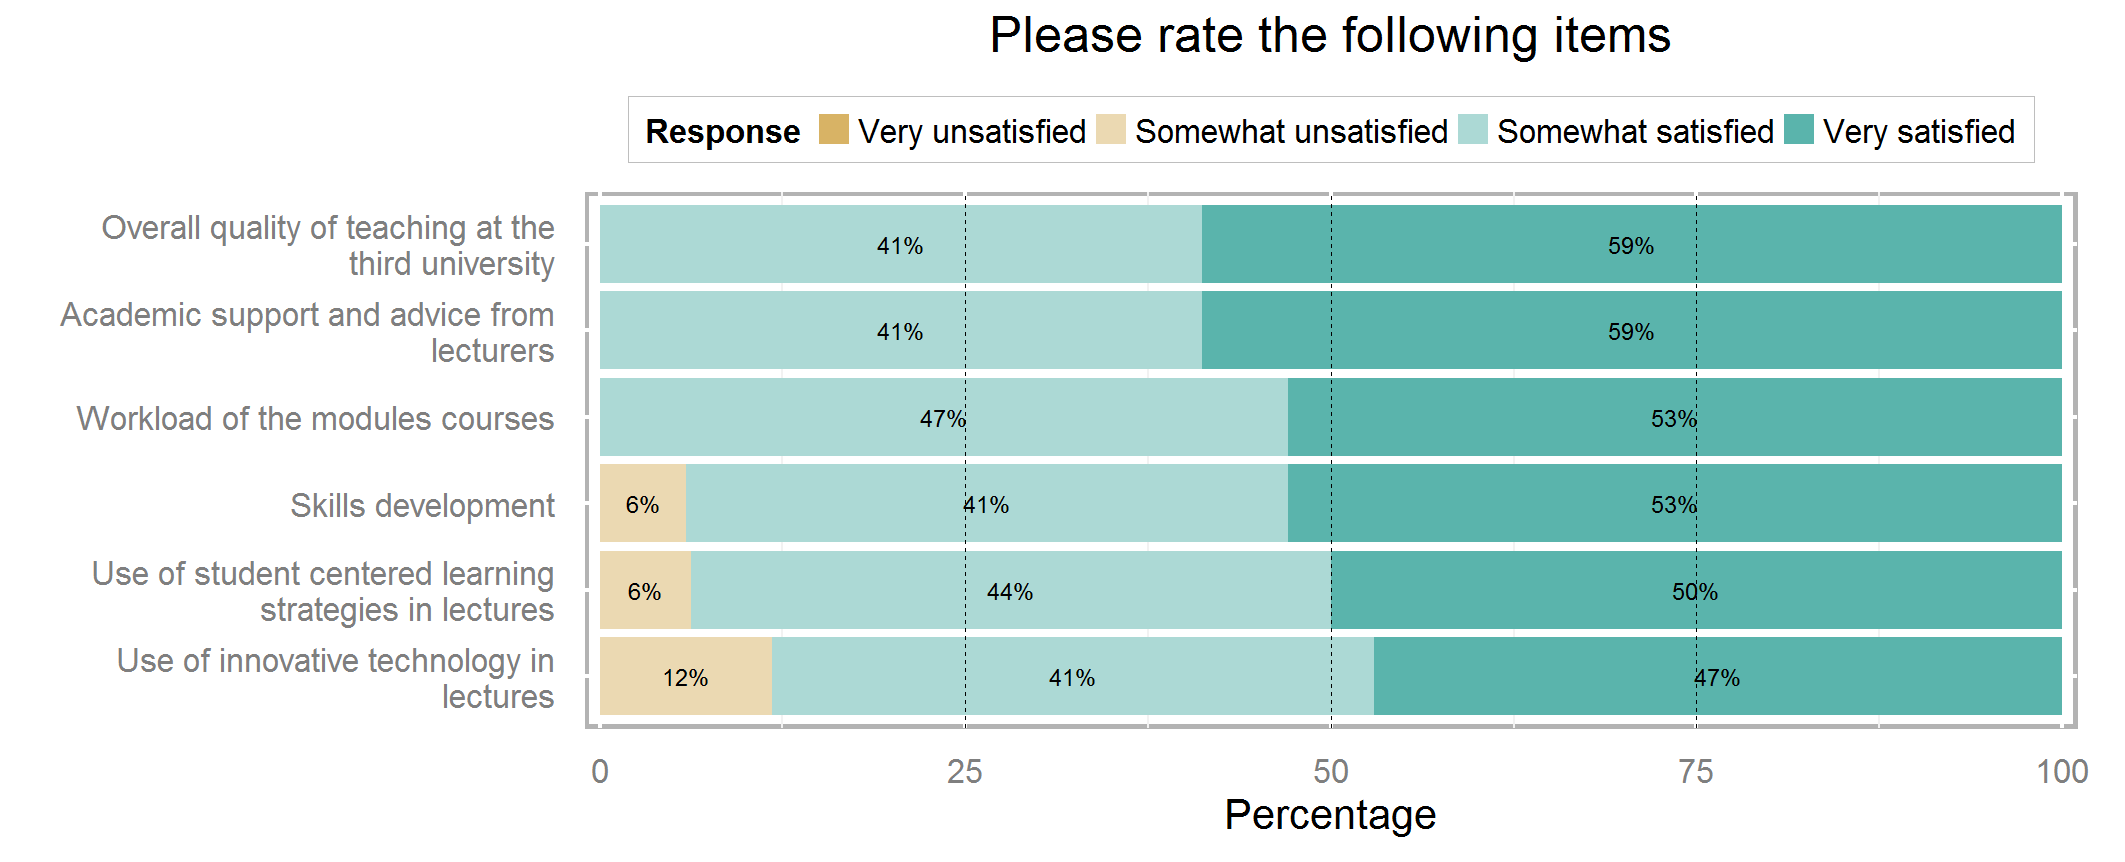 Please rate the following items
Response Very unsatisfied Somewhat unsatisfied Somewhat satisfied Very satisfied
Overall quality of teaching at the
third university
41% 59%
Academic support and advice from
lecturers
41% 59%
Workload of the modules courses
47% 53%
Skills development
6% 41% 53%
Use of student centered learning
strategies in lectures
6% 44% 50%
Use of innovative technology in
lectures
12% 41% 47%
0 25 50 75 100
Percentage